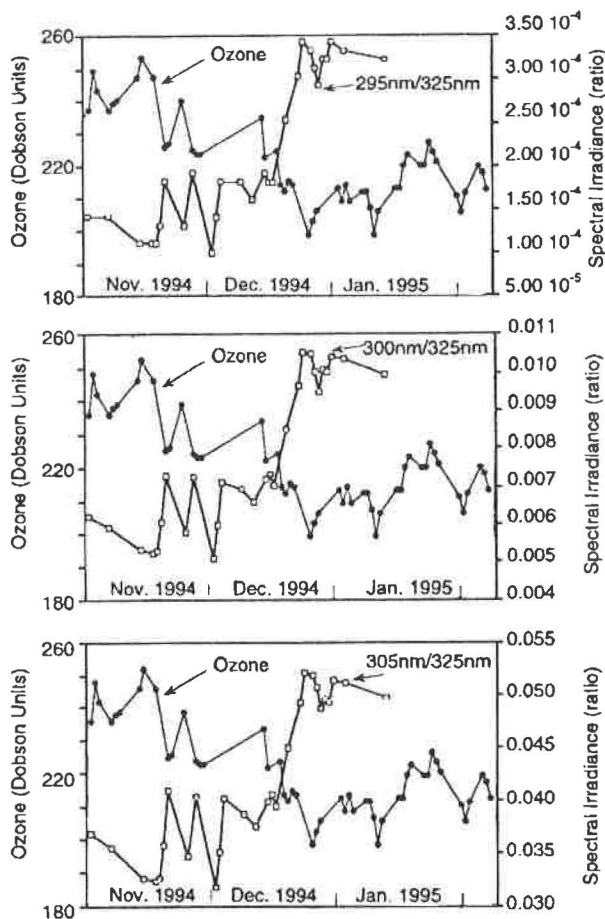 Ozone (Dobson Units)
260
220
180
Ozone
295nm/325nm
Nov. 1994 Dec. 1994 Jan. 1995
3.50 10-4
3.00 10-4
2.50 10-4
2.00 10-4
1.50 10-4
1.00 10-4
5.00 10-5
Spectral Irradiance (ratio)
Ozone (Dobson Units)
260
220
180
Ozone
300nm/325nm
Nov. 1994 Dec. 1994 Jan. 1995
0.011
0.010
0.009
0.008
0.007
0.006
0.005
0.004
Spectral Irradiance (ratio)
Ozone (Dobson Units)
260
220
180
Ozone
305nm/325nm
Nov. 1994 Dec. 1994 Jan. 1995
0.055
0.050
0.045
0.040
0.035
0.030
Spectral Irradiance (ratio)